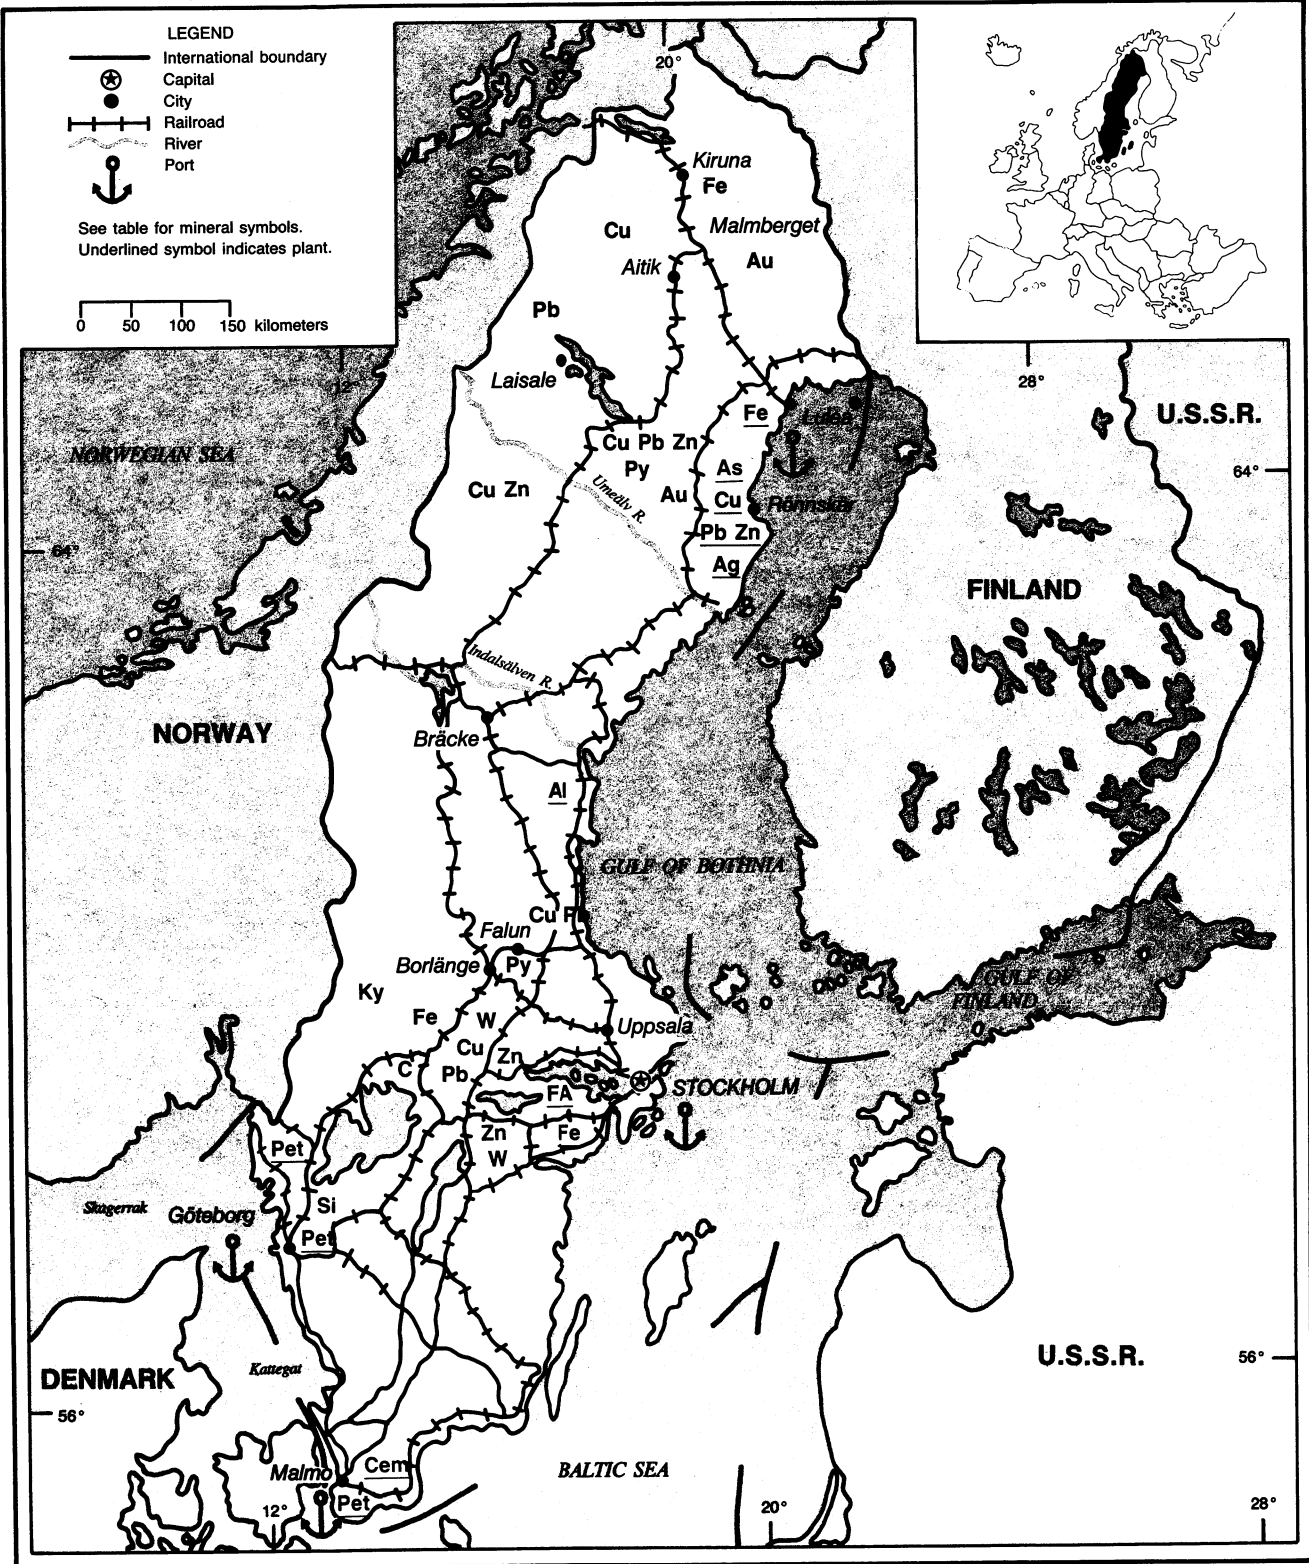 LEGEND
International boundary
Capital
City
Railroad
River
Port
See table for mineral symbols.
Underlined symbol indicates plant.
0 50 100 150 kilometers
20°
Kiruna
Fe
Malmberget
Cu
Aitik
Au
Pb
Laisale
12°
28°
U.S.S.R.
NORWEGIAN SEA
Fe
Luleå
Cu Pb Zn
Py
As
64°
Cu Zn
Umeälv R.
Au
Cu
Rönnskär
Pb Zn
64°
Ag
FINLAND
Indalsälven R.
NORWAY
Bräcke
Al
GULF OF BOTHNIA
Cu
Falun
Borlänge
Py
GULF OF
FINLAND
Ky
Fe
W
Uppsala
Cu
Zn
C
Pb
STOCKHOLM
FA
Zn
Fe
Pet
W
Skagerrak
Göteborg
Si
Pet
Kattegat
DENMARK
U.S.S.R.
56°
56°
Malmö
Cem
BALTIC SEA
Pet
12°
20°
28°